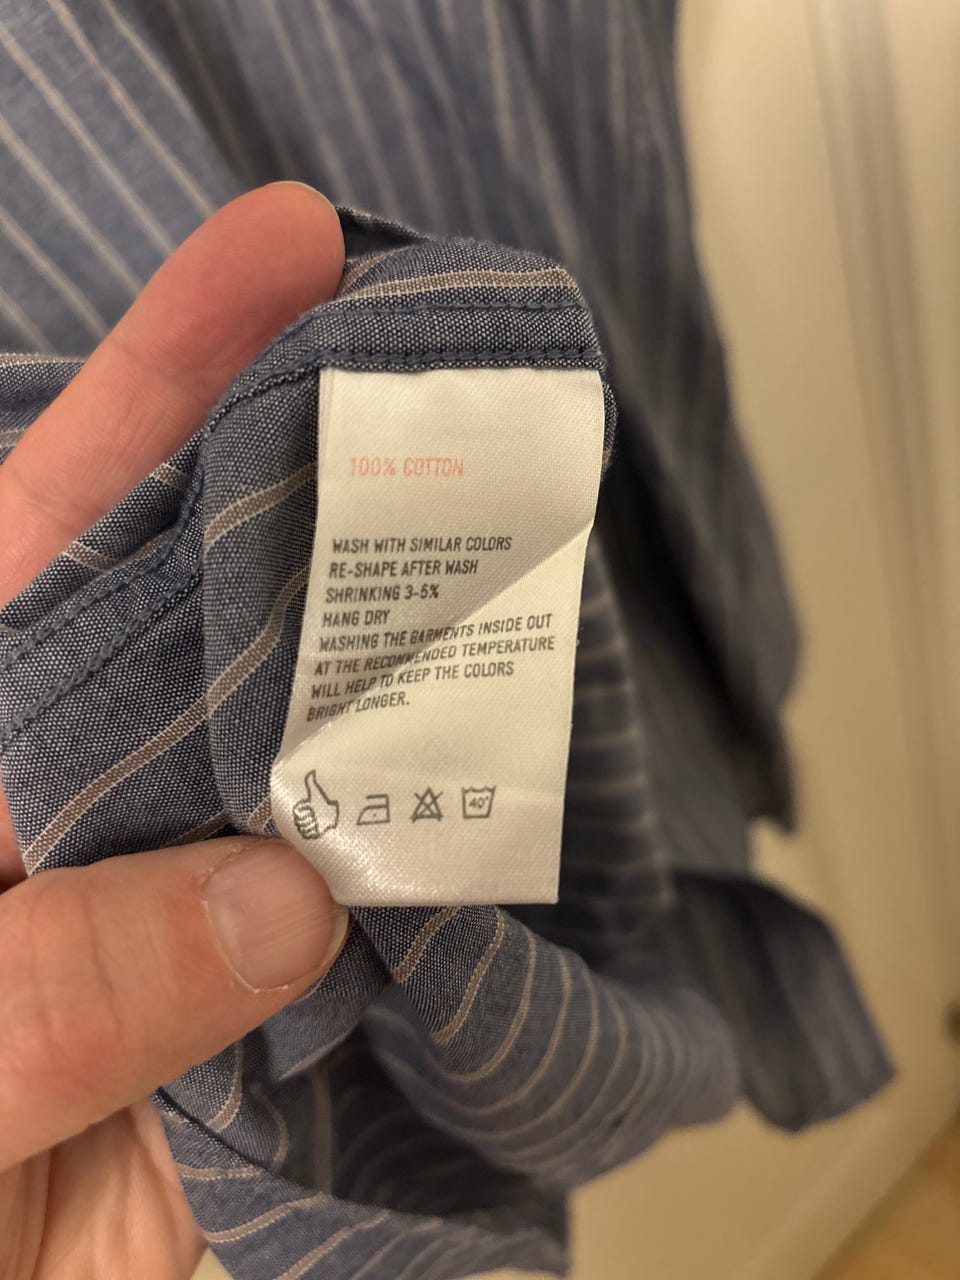 100% COTTON
WASH WITH SIMILAR COLORS
RE-SHAPE AFTER WASH
SHRINKING 3-5%
HANG DRY
WASHING THE GARMENTS INSIDE OUT
AT THE RECOMMENDED TEMPERATURE
WILL HELP TO KEEP THE COLORS
BRIGHT LONGER.
40°